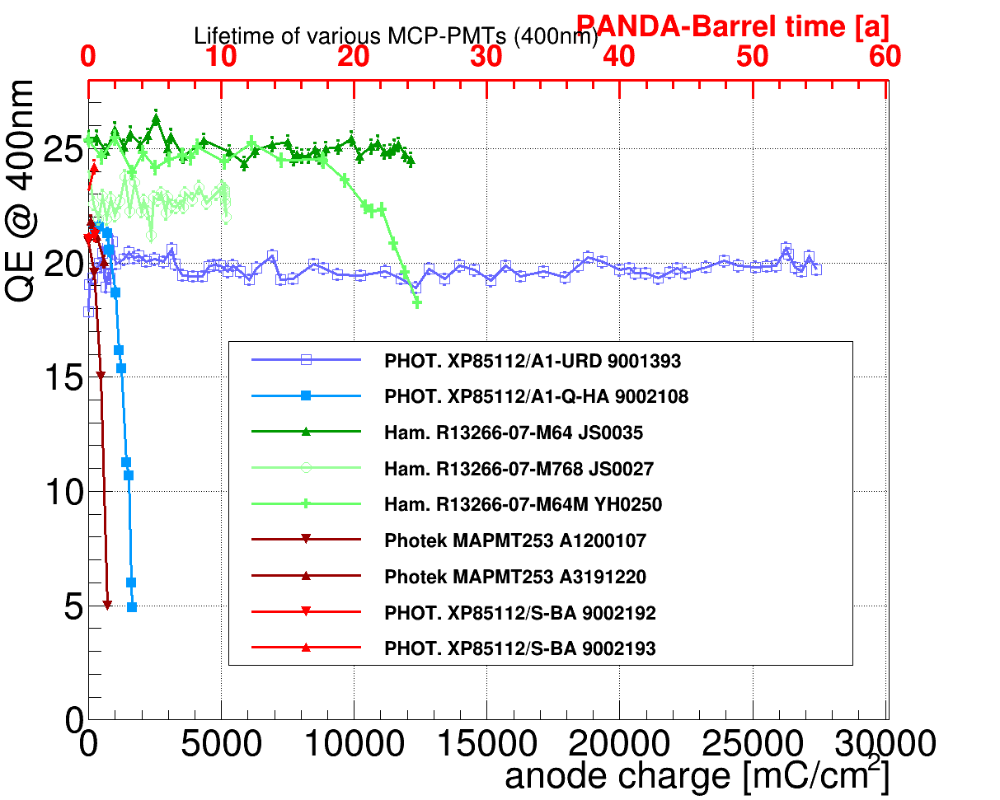 PANDA-Barrel time [a]
Lifetime of various MCP-PMTs (400nm)
0 10 20 30 40 50 60
QE @ 400nm
25
20
15
10
5
0
PHOT. XP85112/A1-URD 9001393
PHOT. XP85112/A1-Q-HA 9002108
Ham. R13266-07-M64 JS0035
Ham. R13266-07-M768 JS0027
Ham. R13266-07-M64M YH0250
Photek MAPMT253 A1200107
Photek MAPMT253 A3191220
PHOT. XP85112/S-BA 9002192
PHOT. XP85112/S-BA 9002193
0 5000 10000 15000 20000 25000 30000
anode charge [mC/cm²]